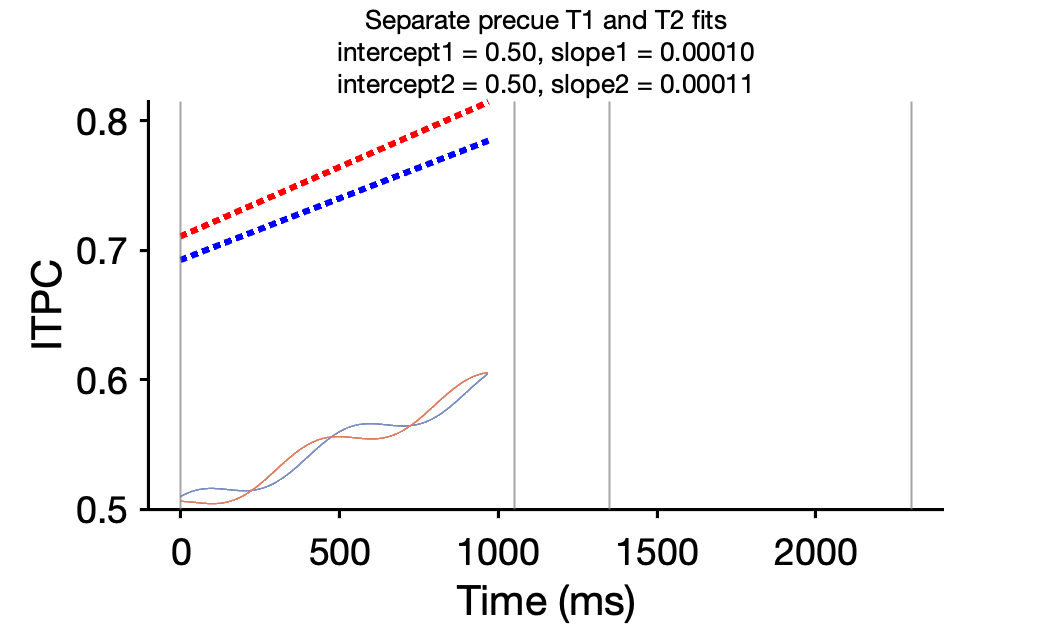 Separate precue T1 and T2 fits
intercept1 = 0.50, slope1 = 0.00010
intercept2 = 0.50, slope2 = 0.00011
0.8
0.7
0.6
0.5
ITPC
0 500 1000 1500 2000
Time (ms)